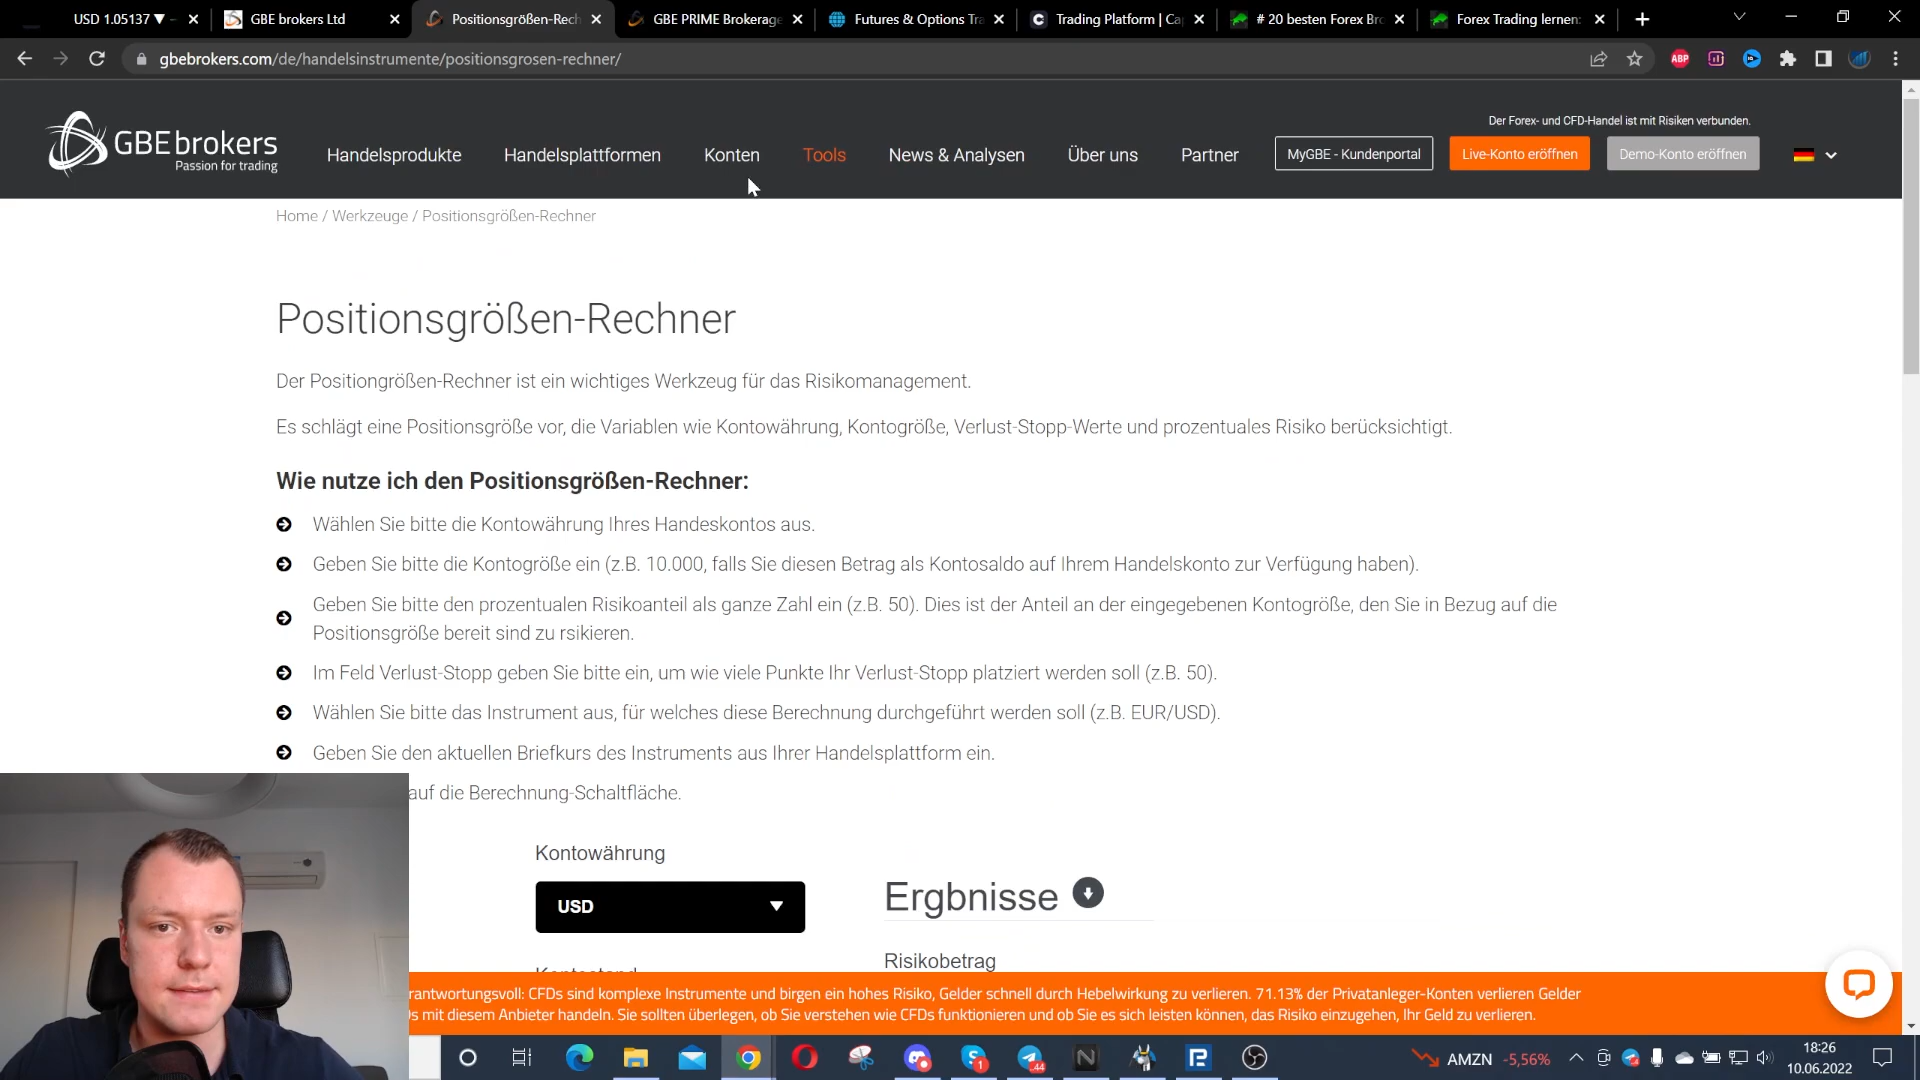 USD 1.05137 ▼ -
GBE brokers Ltd
Positionsgrößen-Rech
GBE PRIME Brokerage
Futures & Options Tra
Trading Platform | Ca
# 20 besten Forex Br
Forex Trading lernen:
gbebrokers.com/de/handelsinstrumente/positionsgrosen-rechner/
ABP
GBE brokers
Passion for trading
Handelsprodukte
Handelsplattformen
Konten
Tools
News & Analysen
Über uns
Partner
Der Forex- und CFD-Handel ist mit Risiken verbunden.
MyGBE - Kundenportal
Live-Konto eröffnen
Demo-Konto eröffnen
Home / Werkzeuge / Positionsgrößen-Rechner
Positionsgrößen-Rechner
Der Positiongrößen-Rechner ist ein wichtiges Werkzeug für das Risikomanagement.
Es schlägt eine Positionsgröße vor, die Variablen wie Kontowährung, Kontogröße, Verlust-Stopp-Werte und prozentuales Risiko berücksichtigt.
Wie nutze ich den Positionsgrößen-Rechner:
Wählen Sie bitte die Kontowährung Ihres Handeskontos aus.
Geben Sie bitte die Kontogröße ein (z.B. 10.000, falls Sie diesen Betrag als Kontosaldo auf Ihrem Handelskonto zur Verfügung haben).
Geben Sie bitte den prozentualen Risikoanteil als ganze Zahl ein (z.B. 50). Dies ist der Anteil an der eingegebenen Kontogröße, den Sie in Bezug auf die
Positionsgröße bereit sind zu rsikieren.
Im Feld Verlust-Stopp geben Sie bitte ein, um wie viele Punkte Ihr Verlust-Stopp platziert werden soll (z.B. 50).
Wählen Sie bitte das Instrument aus, für welches diese Berechnung durchgeführt werden soll (z.B. EUR/USD).
Geben Sie den aktuellen Briefkurs des Instruments aus Ihrer Handelsplattform ein.
auf die Berechnung-Schaltfläche.
Kontowährung
USD
Ergbnisse
Risikobetrag
rantwortungsvoll: CFDs sind komplexe Instrumente und birgen ein hohes Risiko, Gelder schnell durch Hebelwirkung zu verlieren. 71.13% der Privatanleger-Konten verlieren Gelder
s mit diesem Anbieter handeln. Sie sollten überlegen, ob Sie verstehen wie CFDs funktionieren und ob Sie es sich leisten können, das Risiko einzugehen, Ihr Geld zu verlieren.
AMZN -5,56%
18:26
10.06.2022